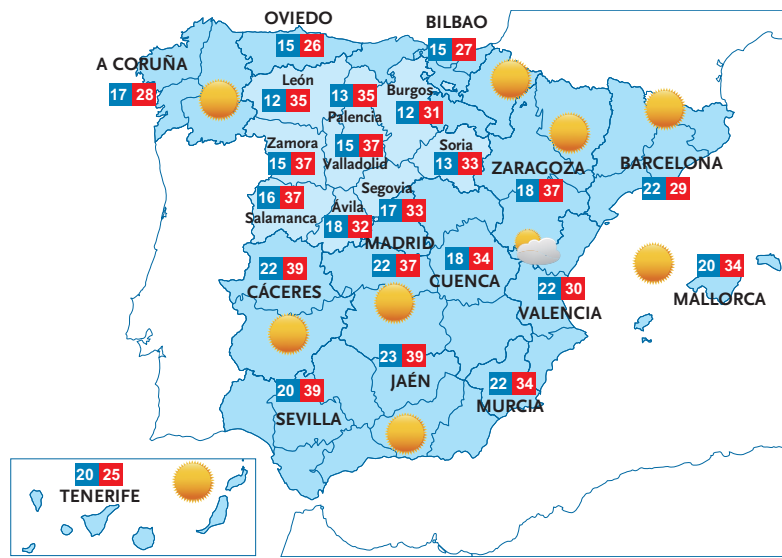 OVIEDO
15 26
BILBAO
15 27
A CORUÑA
17 28
León
12 35
13 35
Palencia
Burgos
12 31
Zamora
15 37
15 37
Valladolid
Soria
13 33
ZARAGOZA
18 37
BARCELONA
22 29
16 37
Salamanca
Ávila
18 32
Segovia
17 33
MADRID
22 37
18 34
CUENCA
22 39
CÁCERES
22 30
VALENCIA
20 34
MALLORCA
23 39
JAÉN
20 39
SEVILLA
22 34
MURCIA
20 25
TENERIFE